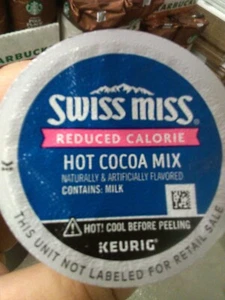 ARBUCK
SWISS MISS®
REDUCED CALORIE
HOT COCOA MIX
NATURALLY & ARTIFICIALLY FLAVORED
CONTAINS: MILK
HOT! COOL BEFORE PEELING
KEURIG®
THIS UNIT NOT LABELED FOR RETAIL SALE